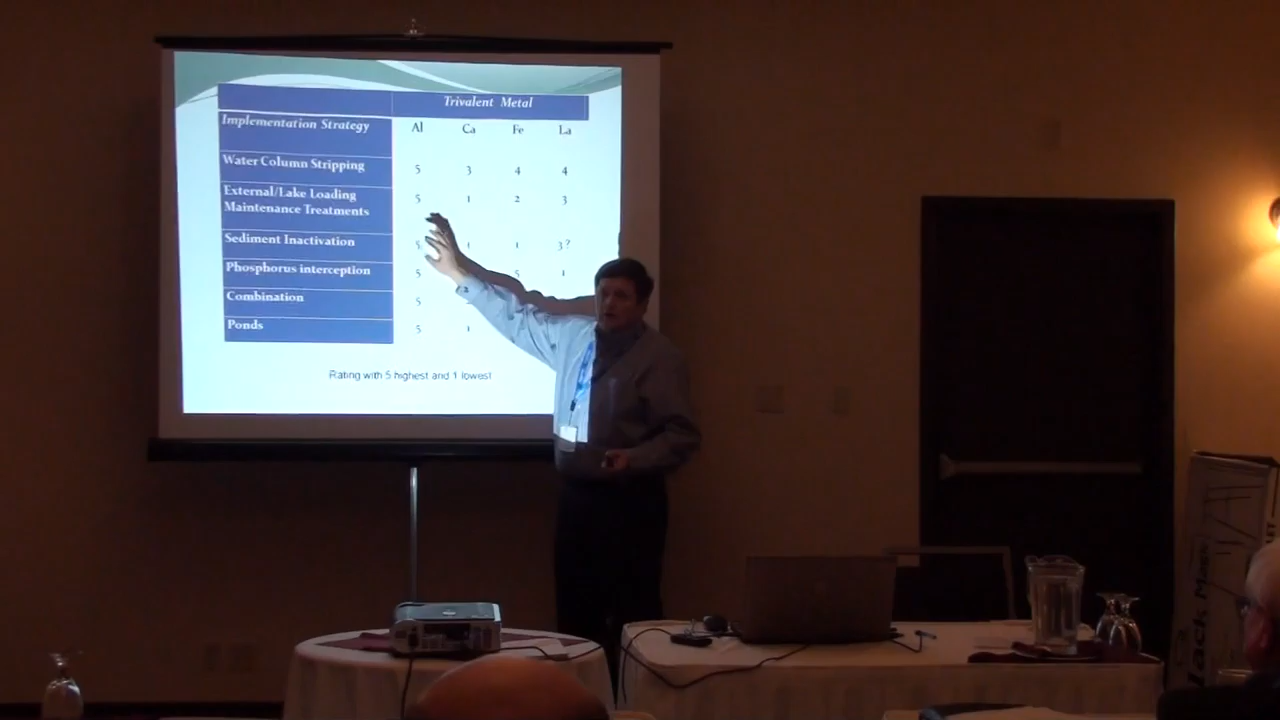 Trivalent Metal
Implementation Strategy Al Ca Fe La
Water Column Stripping 5 3 4 4
External/Lake Loading
Maintenance Treatments 5 1 2 3
Sediment Inactivation 5 1 1 3?
Phosphorus interception 5 5 1
Combination 5
Ponds 5 1
Rating with 5 highest and 1 lowest